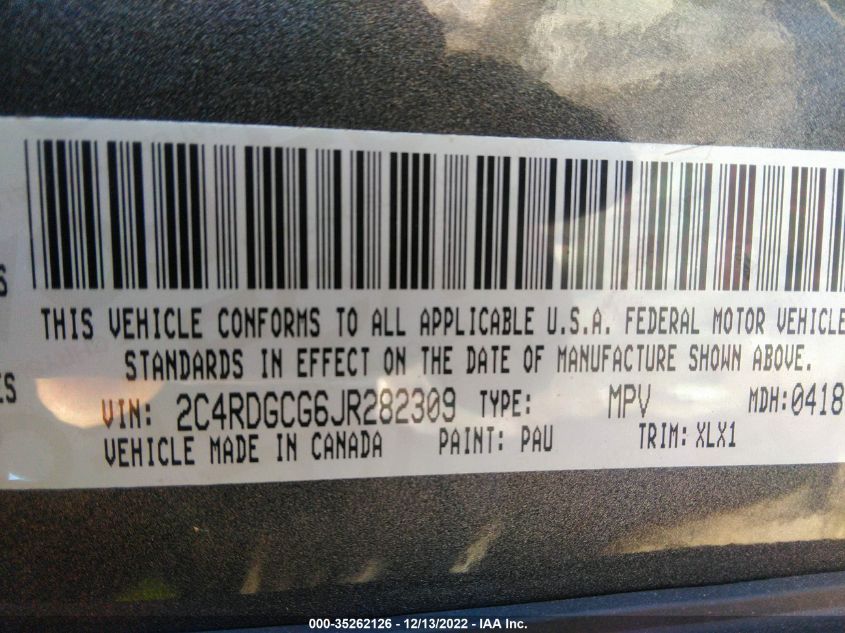 THIS VEHICLE CONFORMS TO ALL APPLICABLE U.S.A. FEDERAL MOTOR VEHICLE
STANDARDS IN EFFECT ON THE DATE OF MANUFACTURE SHOWN ABOVE.
VIN: 2C4RDGCG6JR282309 TYPE: MPV MDH:0418
VEHICLE MADE IN CANADA PAINT: PAU TRIM: XLX1
000-35262126 - 12/13/2022 - IAA Inc.